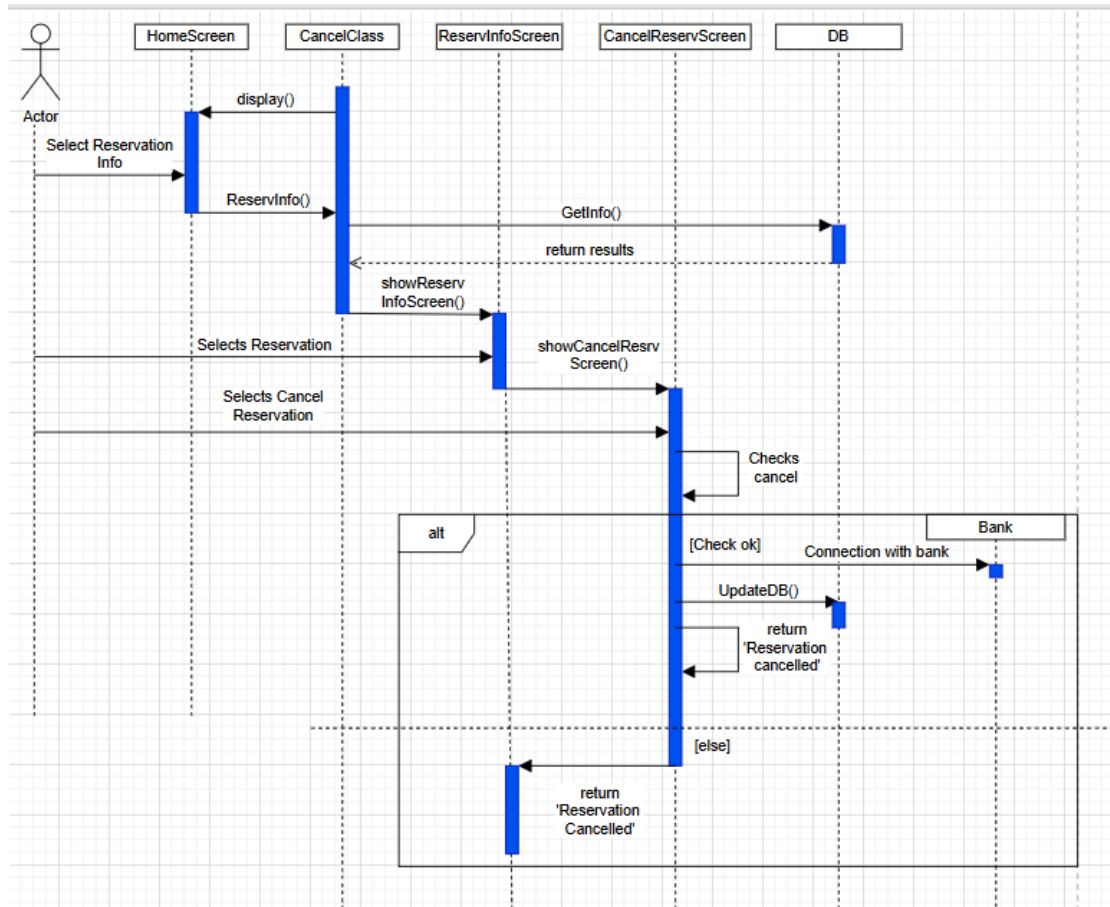 HomeScreen
CancelClass
ReservInfoScreen
CancelReservScreen
DB
Actor
display()
Select Reservation
Info
ReservInfo()
GetInfo()
return results
showReserv
InfoScreen()
Selects Reservation
showCancelResrv
Screen()
Selects Cancel
Reservation
Checks
cancel
alt
Bank
[Check ok]
Connection with bank
UpdateDB()
return
'Reservation
cancelled'
[else]
return
'Reservation
Cancelled'